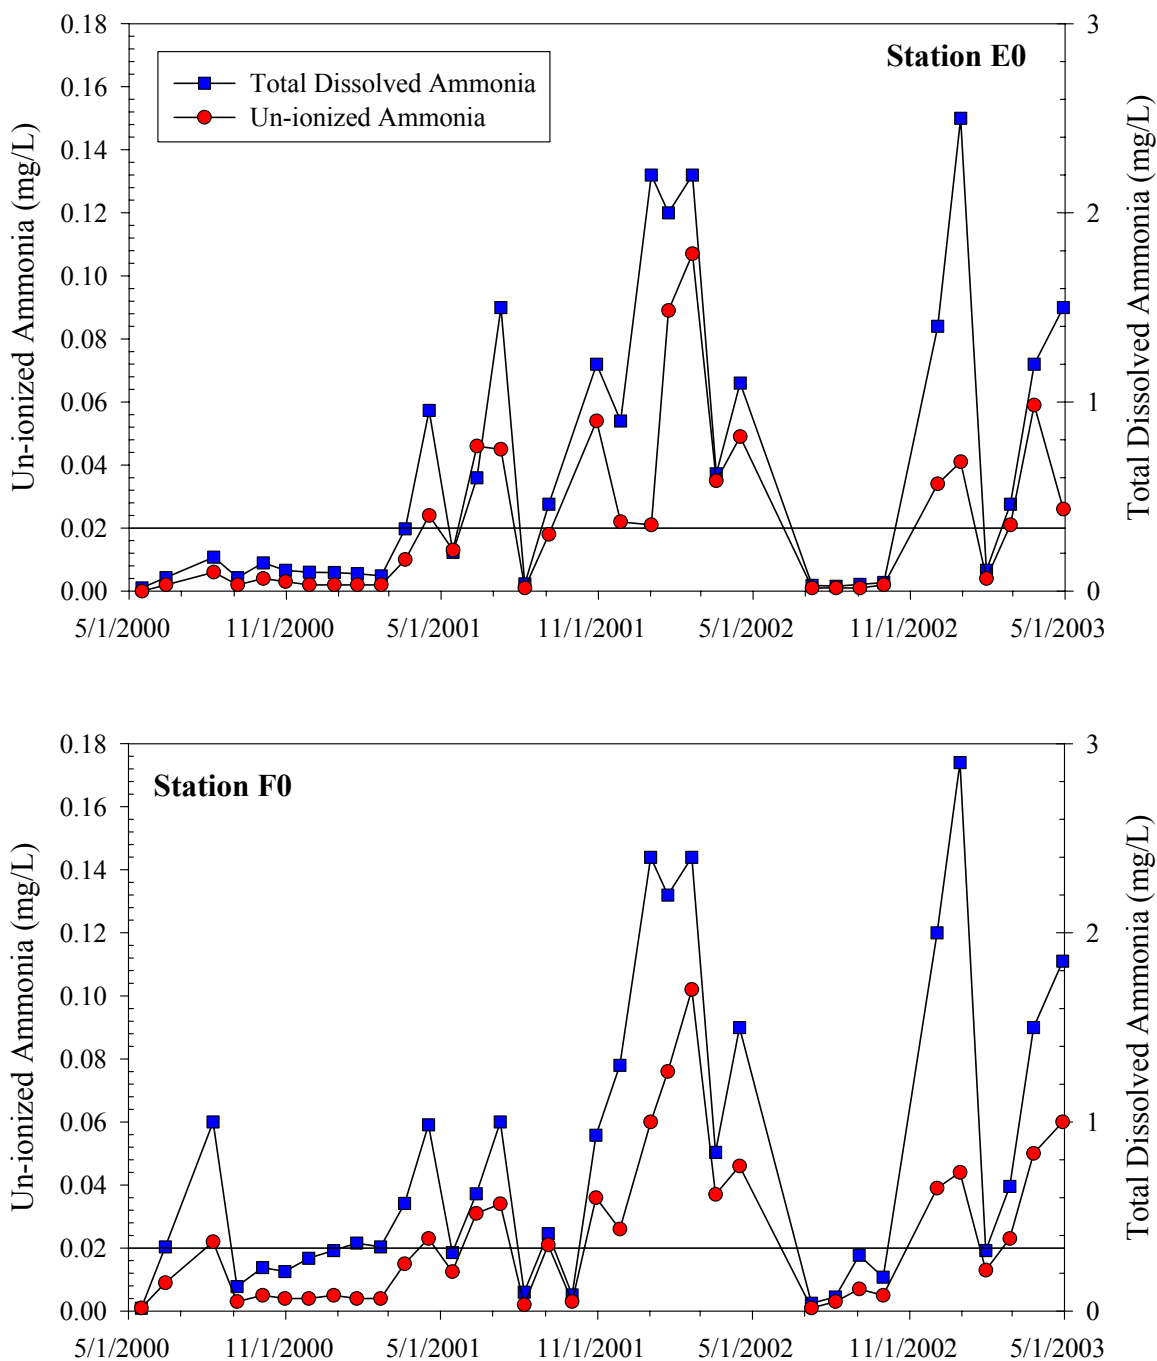 Station E0
Total Dissolved Ammonia
Un-ionized Ammonia
Un-ionized Ammonia (mg/L)
0.18
0.16
0.14
0.12
0.10
0.08
0.06
0.04
0.02
0.00
3
2
1
0
Total Dissolved Ammonia (mg/L)
5/1/2000 11/1/2000 5/1/2001 11/1/2001 5/1/2002 11/1/2002 5/1/2003
Station F0
Un-ionized Ammonia (mg/L)
0.18
0.16
0.14
0.12
0.10
0.08
0.06
0.04
0.02
0.00
3
2
1
0
Total Dissolved Ammonia (mg/L)
5/1/2000 11/1/2000 5/1/2001 11/1/2001 5/1/2002 11/1/2002 5/1/2003